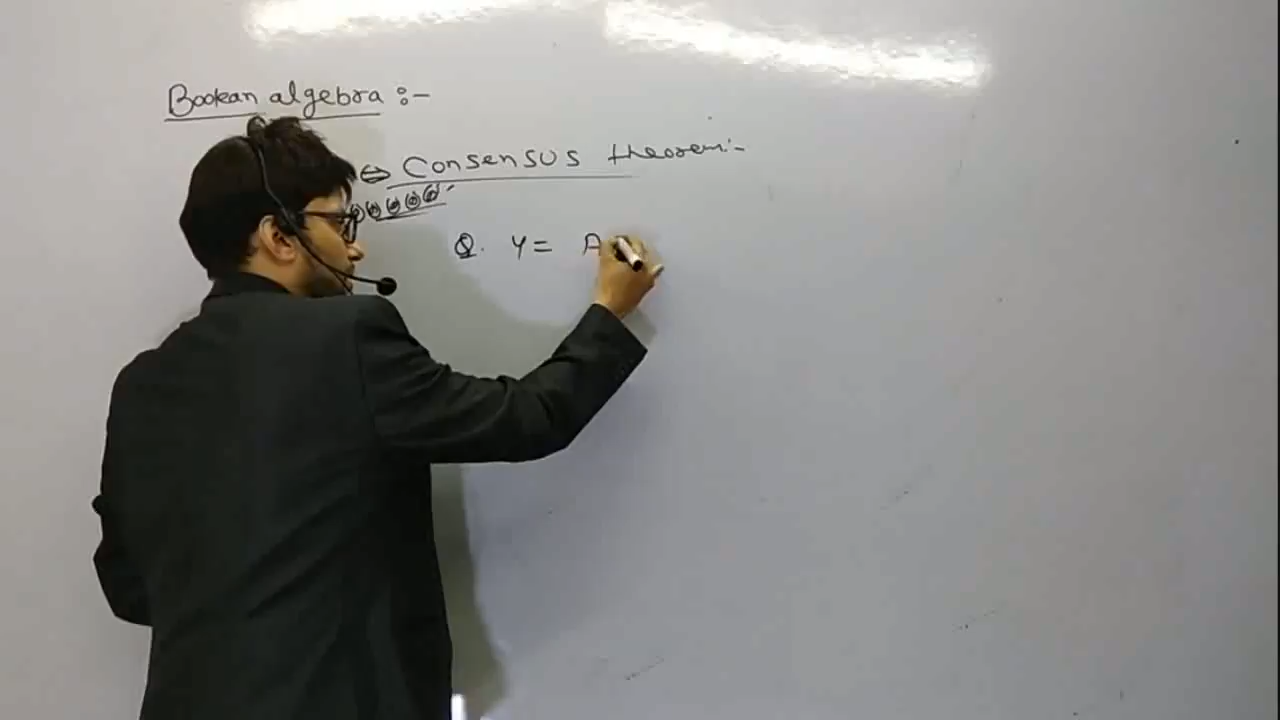 Boolean algebra :-
⇔ Consensus theorem:-
Q. Y = A